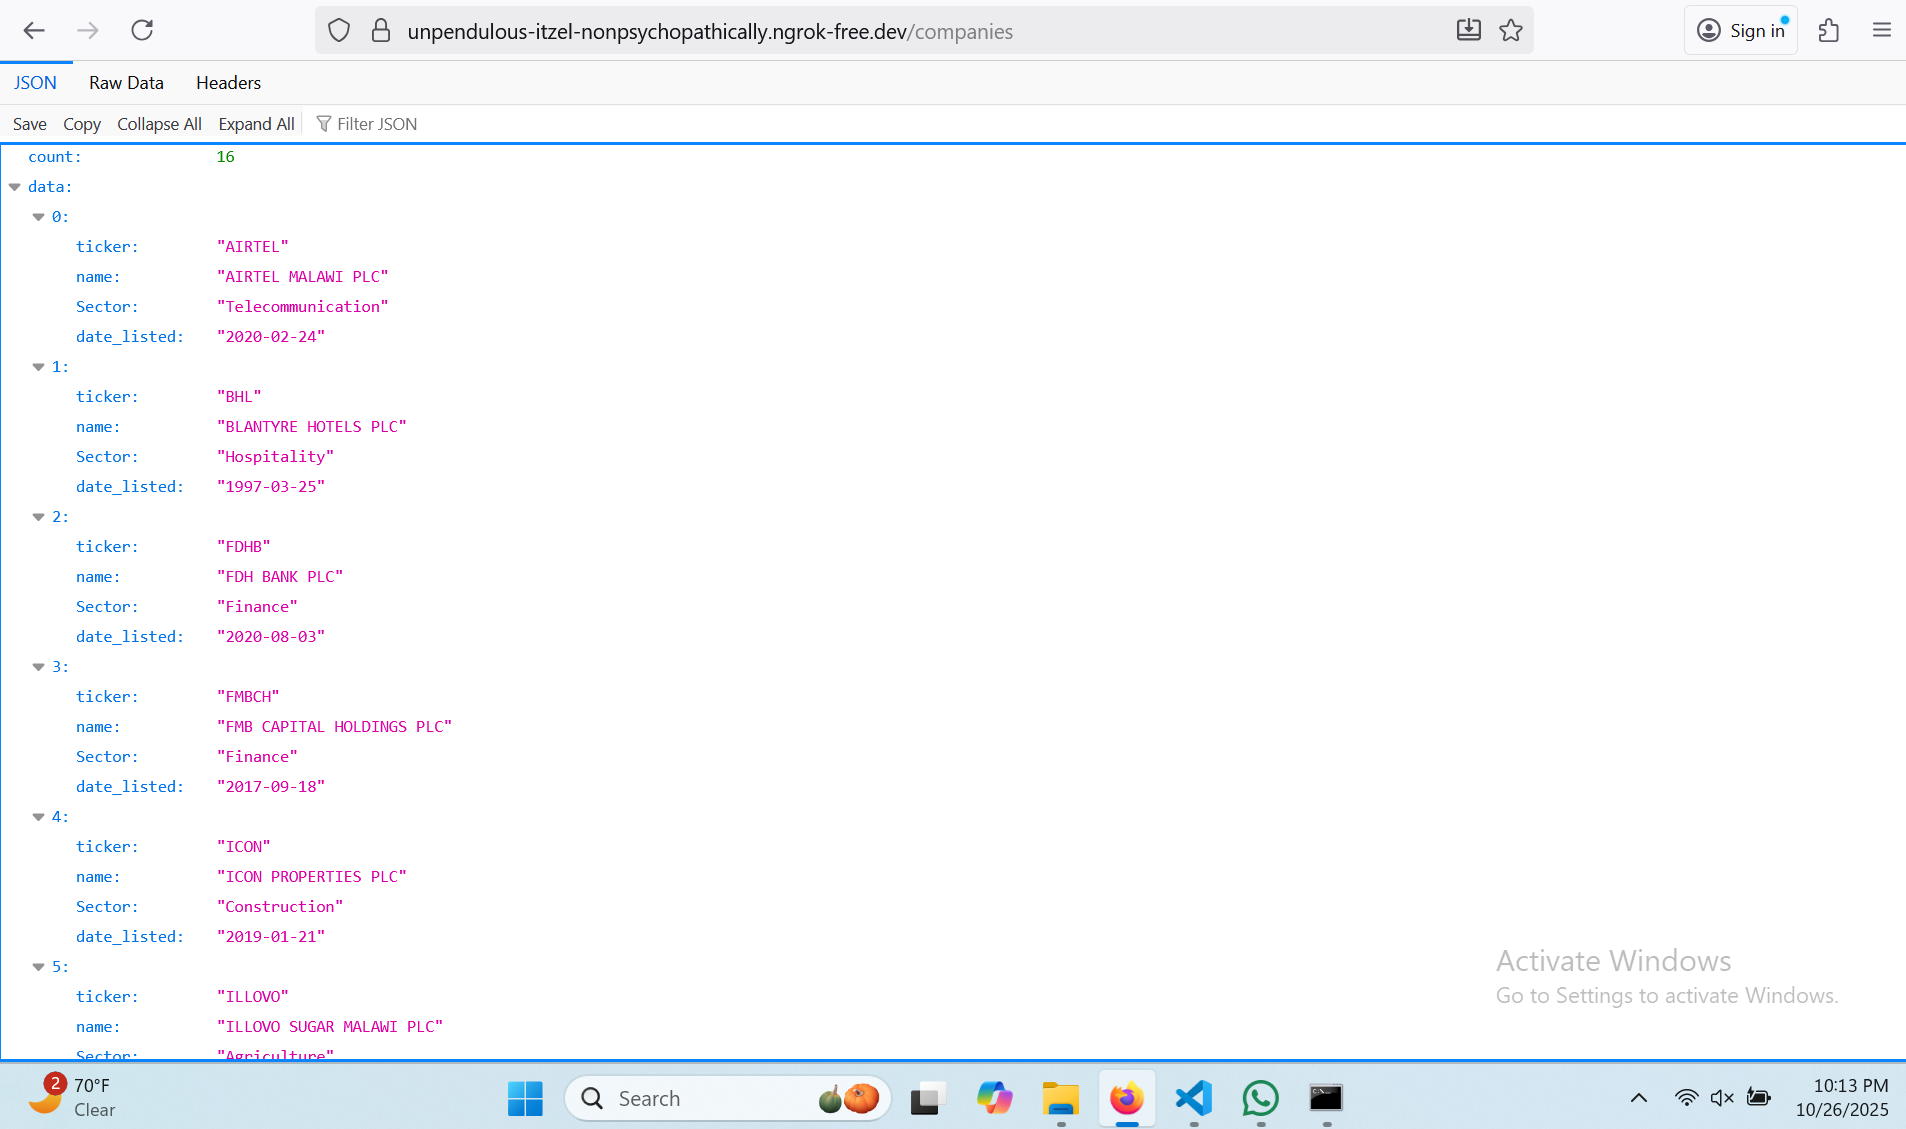 unpendulous-itzel-nonpsychopathically.ngrok-free.dev/companies
Sign in
JSON Raw Data Headers
Save Copy Collapse All Expand All Filter JSON
count: 16
data:
0:
ticker: "AIRTEL"
name: "AIRTEL MALAWI PLC"
Sector: "Telecommunication"
date_listed: "2020-02-24"
1:
ticker: "BHL"
name: "BLANTYRE HOTELS PLC"
Sector: "Hospitality"
date_listed: "1997-03-25"
2:
ticker: "FDHB"
name: "FDH BANK PLC"
Sector: "Finance"
date_listed: "2020-08-03"
3:
ticker: "FMBCH"
name: "FMB CAPITAL HOLDINGS PLC"
Sector: "Finance"
date_listed: "2017-09-18"
4:
ticker: "ICON"
name: "ICON PROPERTIES PLC"
Sector: "Construction"
date_listed: "2019-01-21"
5:
ticker: "ILLOVO"
name: "ILLOVO SUGAR MALAWI PLC"
Sector: "Agriculture"
Activate Windows
Go to Settings to activate Windows.
2
70°F
Clear
Search
10:13 PM
10/26/2025